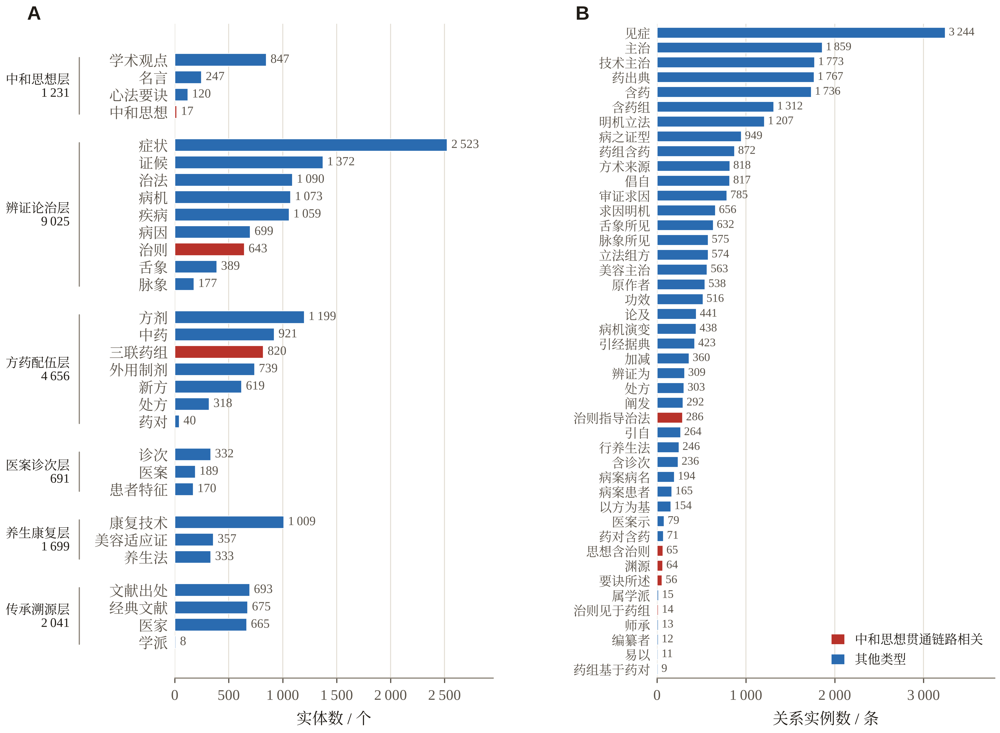 A
中和思想层
1 231
学术观点 847
名言 247
心法要诀 120
中和思想 17
辨证论治层
9 025
症状 2 523
证候 1 372
治法 1 090
病机 1 073
疾病 1 059
病因 699
治则 643
舌象 389
脉象 177
方药配伍层
4 656
方剂 1 199
中药 921
三联药组 820
外用制剂 739
新方 619
处方 318
药对 40
医案诊次层
691
诊次 332
医案 189
患者特征 170
养生康复层
1 699
康复技术 1 009
美容适应证 357
养生法 333
传承溯源层
2 041
文献出处 693
经典文献 675
医家 665
学派 8
0 500 1 000 1 500 2 000 2 500
实体数 / 个
B
见症 3 244
主治 1 859
技术主治 1 773
药出典 1 767
含药 1 736
含药组 1 312
明机立法 1 207
病之证型 949
药组含药 872
方术来源 818
倡自 817
审证求因 785
求因明机 656
舌象所见 632
脉象所见 575
立法组方 574
美容主治 563
原作者 538
功效 516
论及 441
病机演变 438
引经据典 423
加减 360
辨证为 309
处方 303
阐发 292
治则指导治法 286
引自 264
行养生法 246
含诊次 236
病案病名 194
病案患者 165
以方为基 154
医案示 79
药对含药 71
思想含治则 65
渊源 64
要诀所述 56
属学派 15
治则见于药组 14
师承 13
编纂者 12
易以 11
药组基于药对 9
中和思想贯通链路相关
其他类型
0 1 000 2 000 3 000
关系实例数 / 条